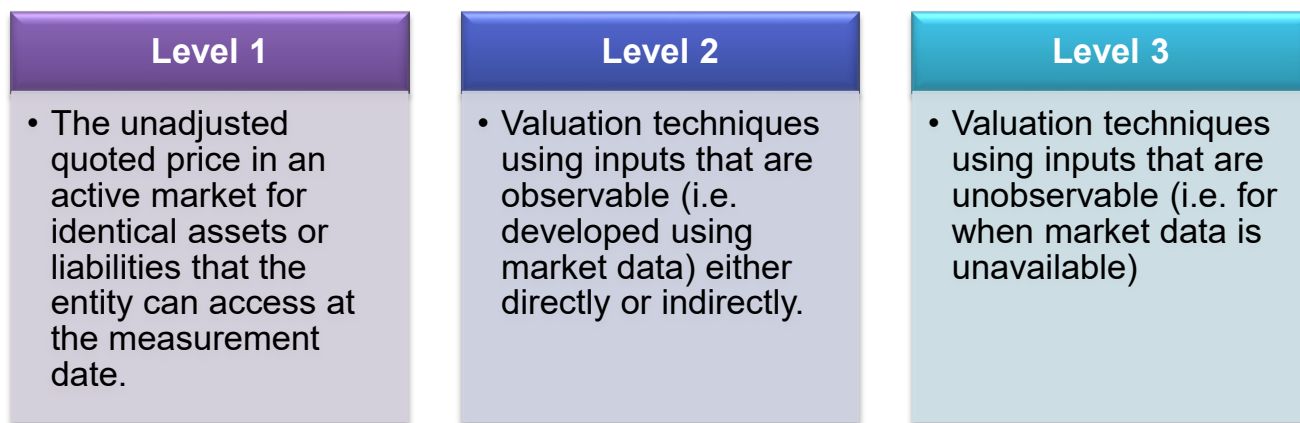 Level 1
• The unadjusted
quoted price in an
active market for
identical assets or
liabilities that the
entity can access at
the measurement
date.
Level 2
• Valuation techniques
using inputs that are
observable (i.e.
developed using
market data) either
directly or indirectly.
Level 3
• Valuation techniques
using inputs that are
unobservable (i.e. for
when market data is
unavailable)